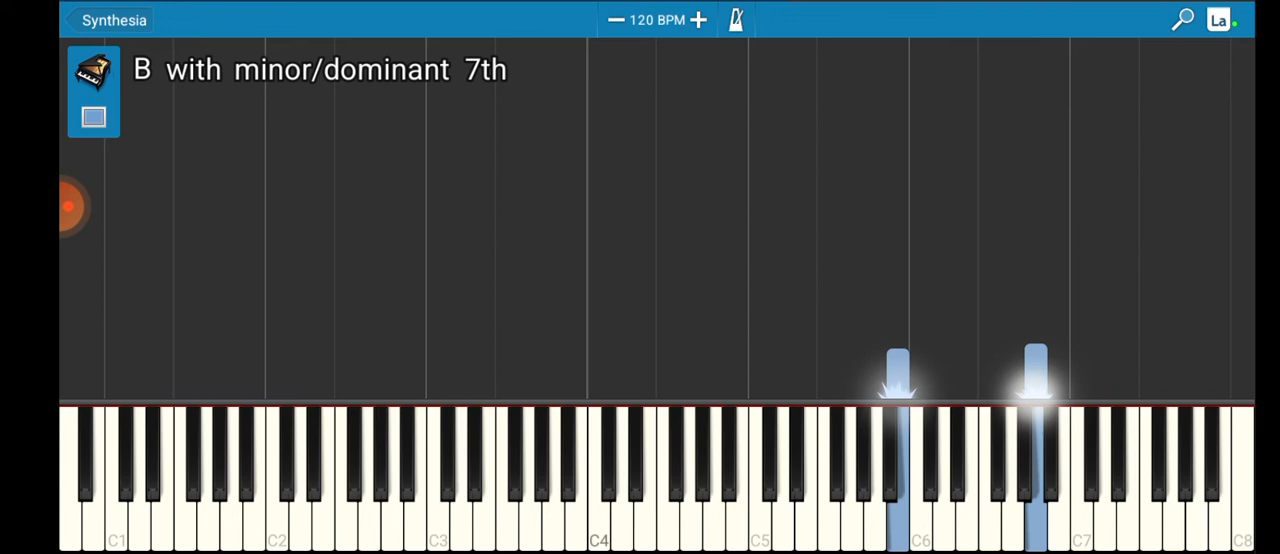 Synthesia
120 BPM
La
B with minor/dominant 7th
C1 C2 C3 C4 C5 C6 C7 C8